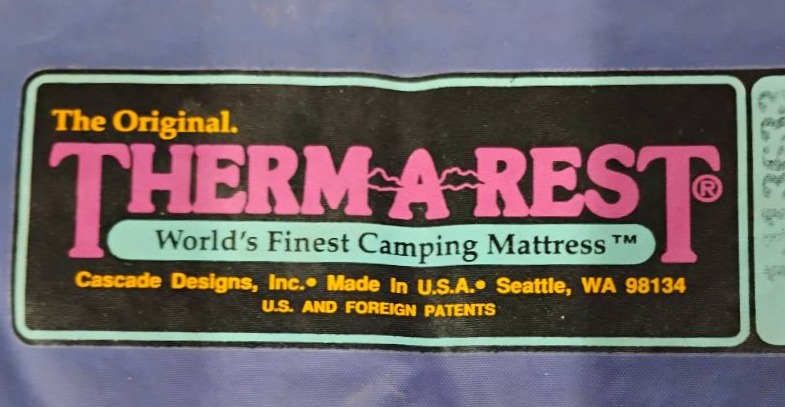 The Original.
THERM-A-REST®
World's Finest Camping Mattress™
Cascade Designs, Inc.• Made In U.S.A.• Seattle, WA 98134
U.S. AND FOREIGN PATENTS